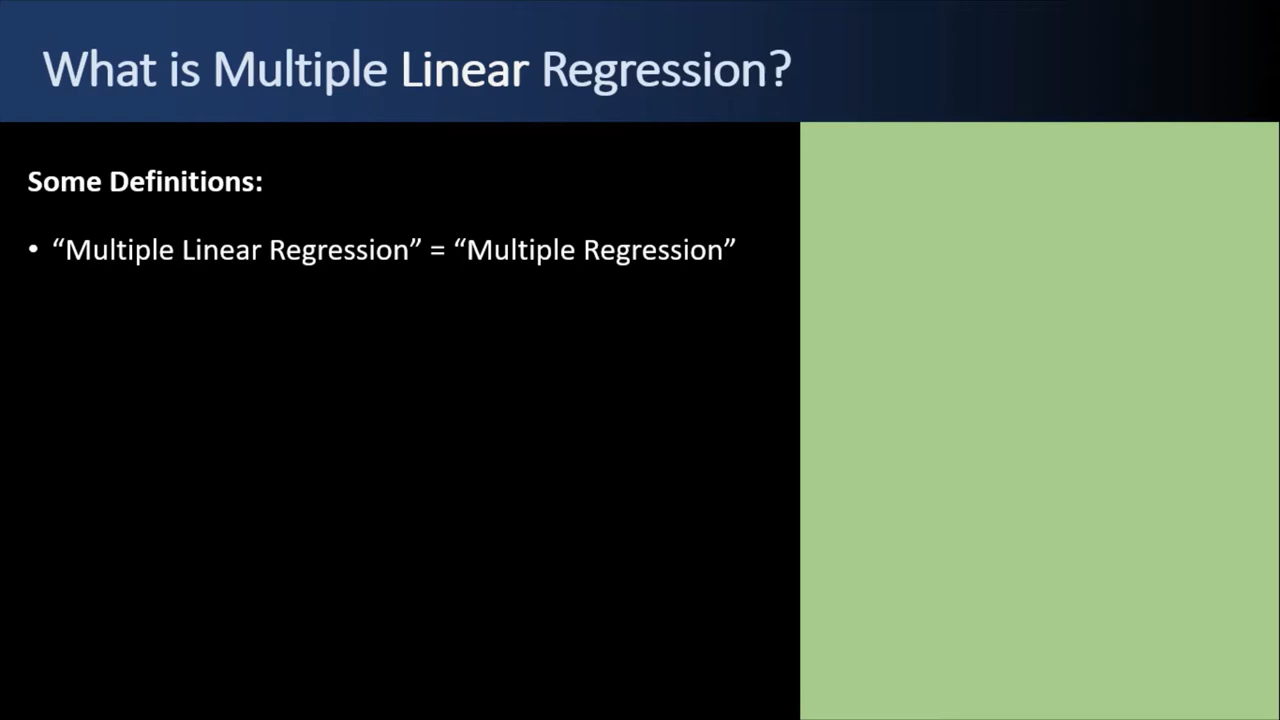 What is Multiple Linear Regression?
Some Definitions:
• “Multiple Linear Regression” = “Multiple Regression”